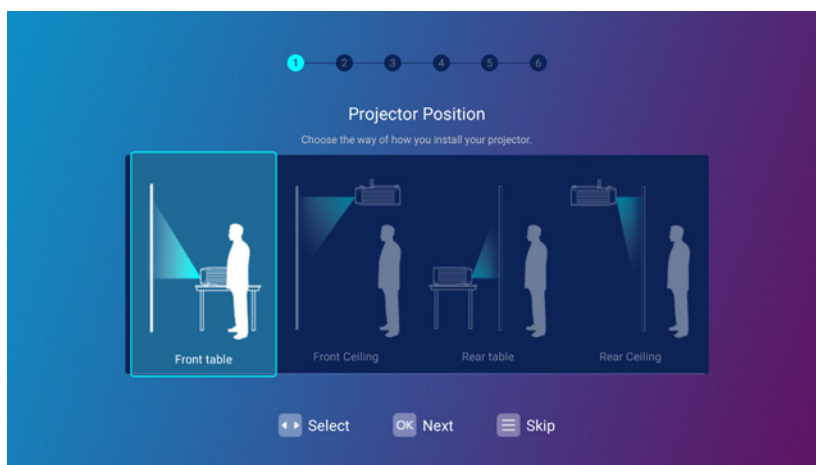 1 2 3 4 5 6
Projector Position
Choose the way of how you install your projector.
Front table Front Ceiling Rear table Rear Ceiling
Select OK Next Skip